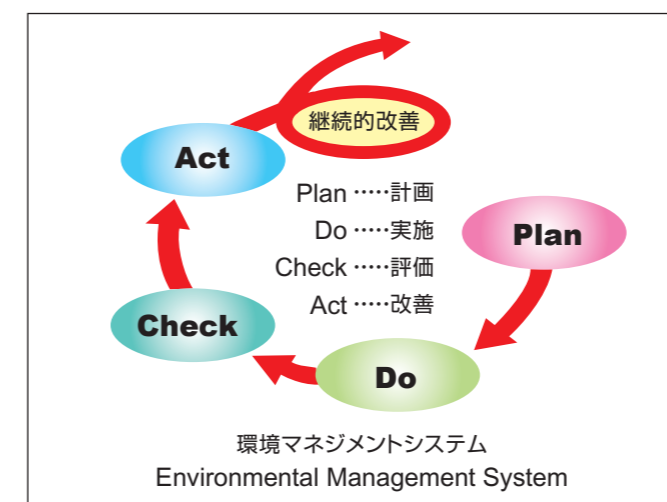 継続的改善
Act
Plan ……計画
Do ……実施
Check ……評価
Act ……改善
Plan
Check
Do
環境マネジメントシステム
Environmental Management System